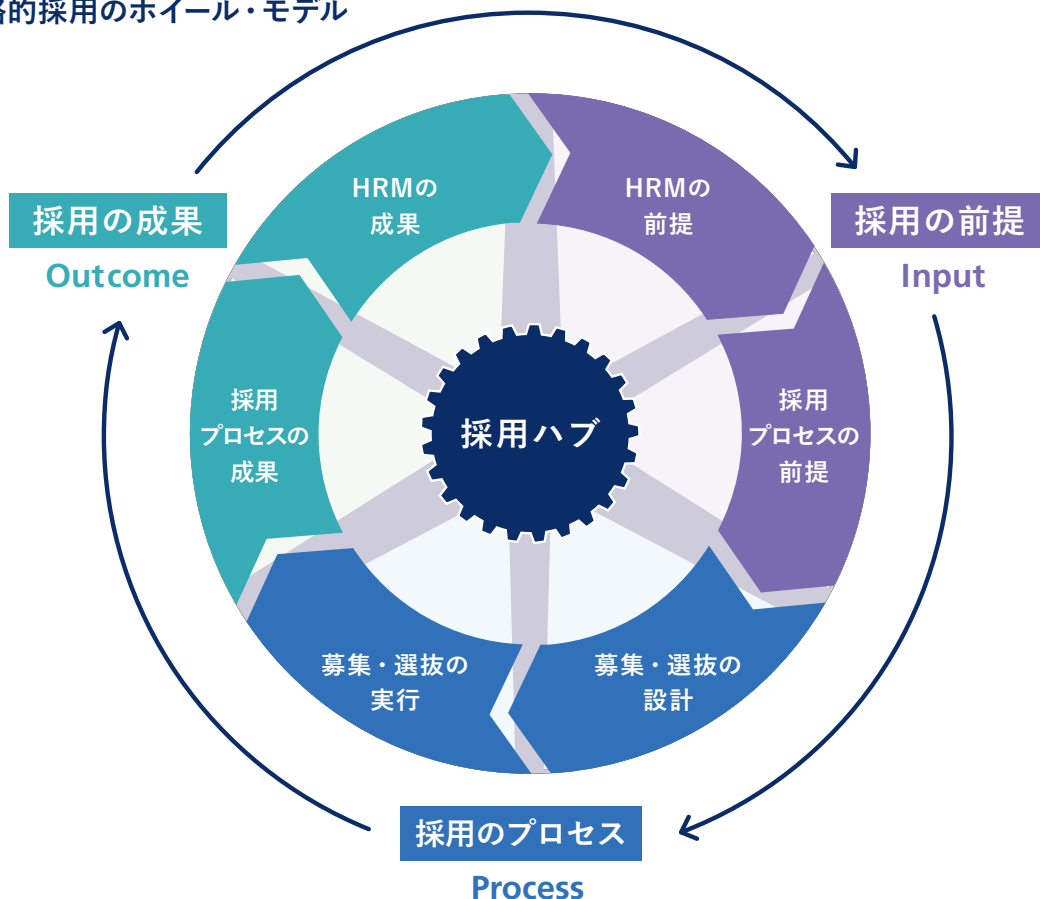 的採用のホイール・モデル
HRMの
成果
HRMの
前提
採用の成果
Outcome
採用の前提
Input
採用
プロセスの
成果
採用ハブ
採用
プロセスの
前提
募集・選抜の
実行
募集・選抜の
設計
採用のプロセス
Process